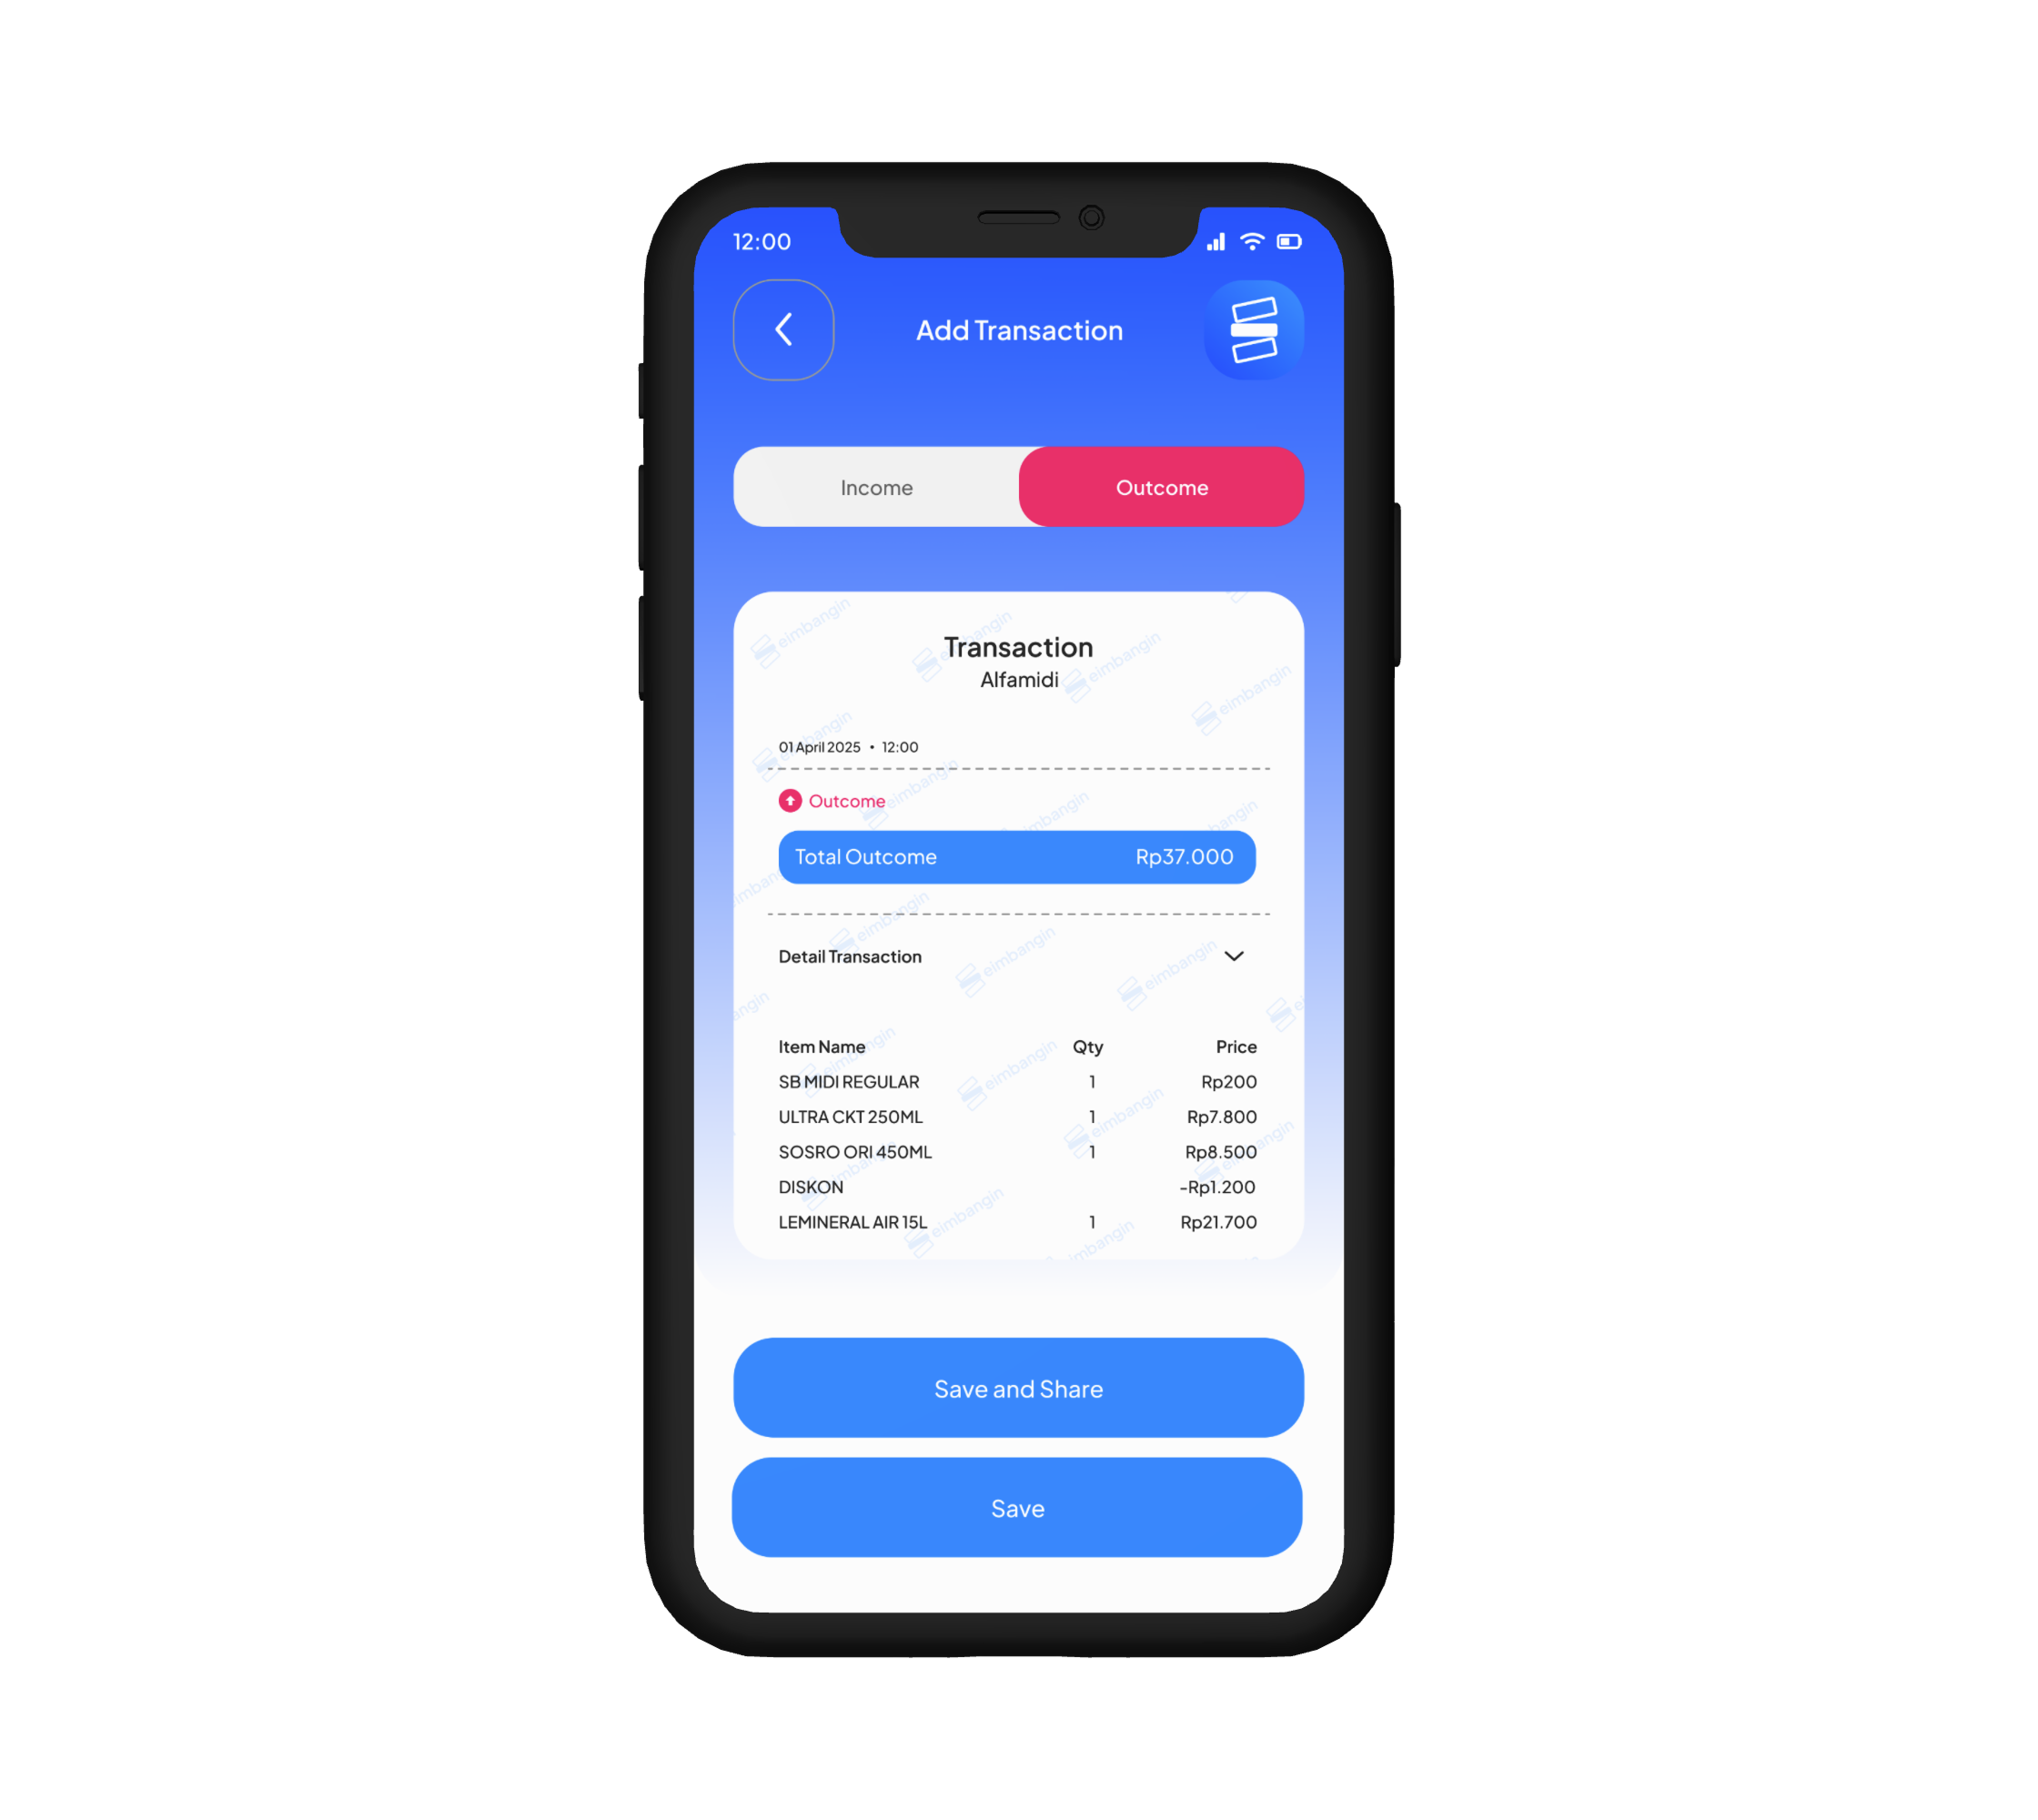 12:00
Add Transaction
Income Outcome
Transaction
Alfamidi
01 April 2025 • 12:00
Outcome
Total Outcome Rp37.000
Detail Transaction
Item Name Qty Price
SB MIDI REGULAR 1 Rp200
ULTRA CKT 250ML 1 Rp7.800
SOSRO ORI 450ML 1 Rp8.500
DISKON -Rp1.200
LEMINERAL AIR 15L 1 Rp21.700
Save and Share
Save
eimbangin